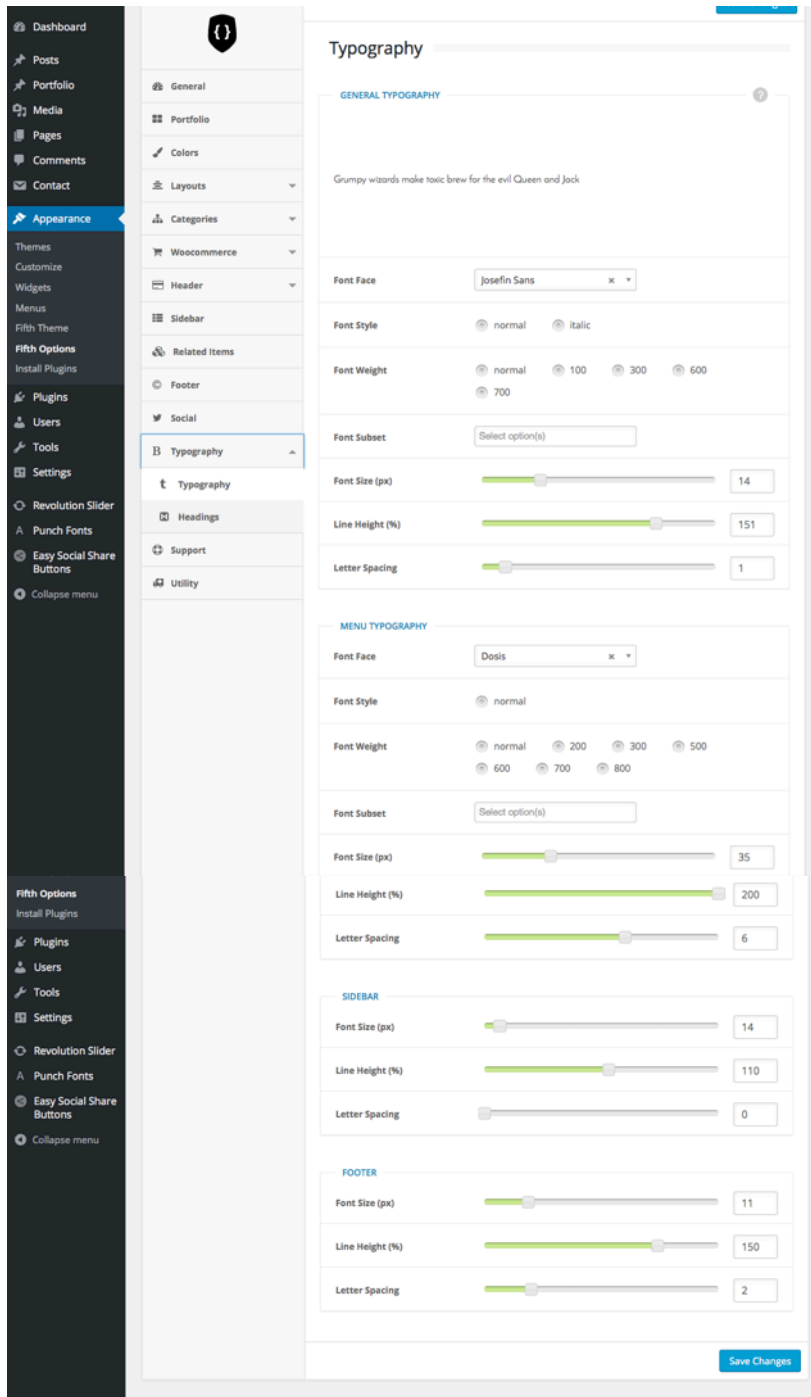 Dashboard
Posts
Portfolio
Media
Pages
Comments
Contact
Appearance
Themes
Customize
Widgets
Menus
Fifth Theme
Fifth Options
Install Plugins
Plugins
Users
Tools
Settings
Revolution Slider
A Punch Fonts
Easy Social Share
Buttons
Collapse menu
{ }
General
Portfolio
Colors
Layouts
Categories
Woocommerce
Header
Sidebar
Related Items
© Footer
Social
B Typography
t Typography
H Headings
Support
Utility
Typography
GENERAL TYPOGRAPHY ?
Grumpy wizards make toxic brew for the evil Queen and Jack
Font Face Josefin Sans ×
Font Style normal italic
Font Weight normal 100 300 600
700
Font Subset Select option(s)
Font Size (px) 14
Line Height (%) 151
Letter Spacing 1
MENU TYPOGRAPHY
Font Face Dosis ×
Font Style normal
Font Weight normal 200 300 500
600 700 800
Font Subset Select option(s)
Font Size (px) 35
Fifth Options
Install Plugins
Plugins
Users
Tools
Settings
Revolution Slider
A Punch Fonts
Easy Social Share
Buttons
Collapse menu
Line Height (%) 200
Letter Spacing 6
SIDEBAR
Font Size (px) 14
Line Height (%) 110
Letter Spacing 0
FOOTER
Font Size (px) 11
Line Height (%) 150
Letter Spacing 2
Save Changes